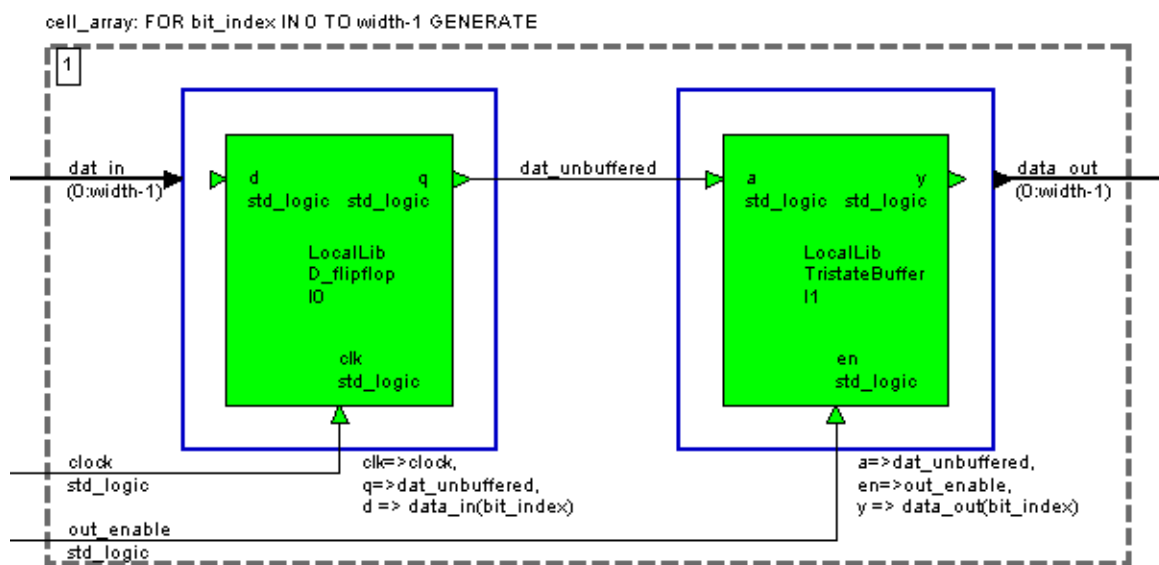 cell_array: FOR bit_index IN 0 TO width-1 GENERATE
1
dat_in
(0:width-1)
d q
std_logic std_logic
LocalLib
D_flipflop
I0
clk
std_logic
dat_unbuffered
a y
std_logic std_logic
LocalLib
TristateBuffer
I1
en
std_logic
data_out
(0:width-1)
clock
std_logic
clk=>clock,
q=>dat_unbuffered,
d => data_in(bit_index)
a=>dat_unbuffered,
en=>out_enable,
y => data_out(bit_index)
out_enable
std_logic